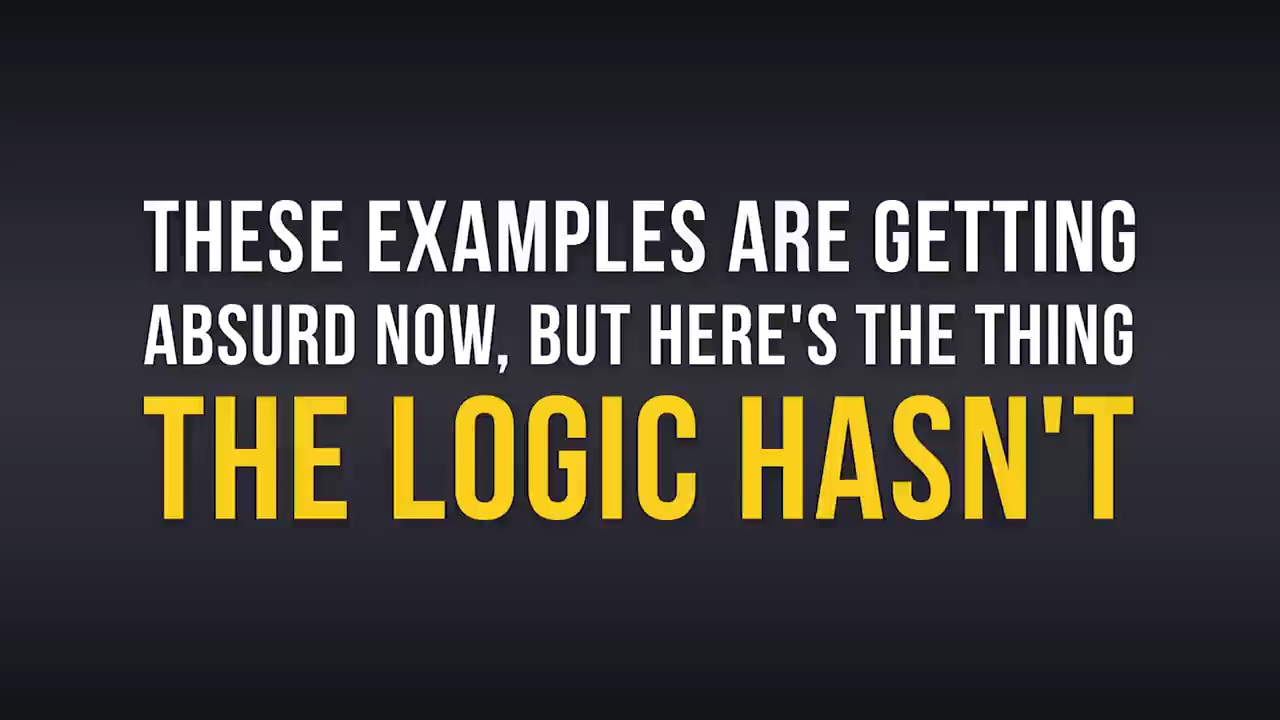 THESE EXAMPLES ARE GETTING
ABSURD NOW, BUT HERE'S THE THING
THE LOGIC HASN'T